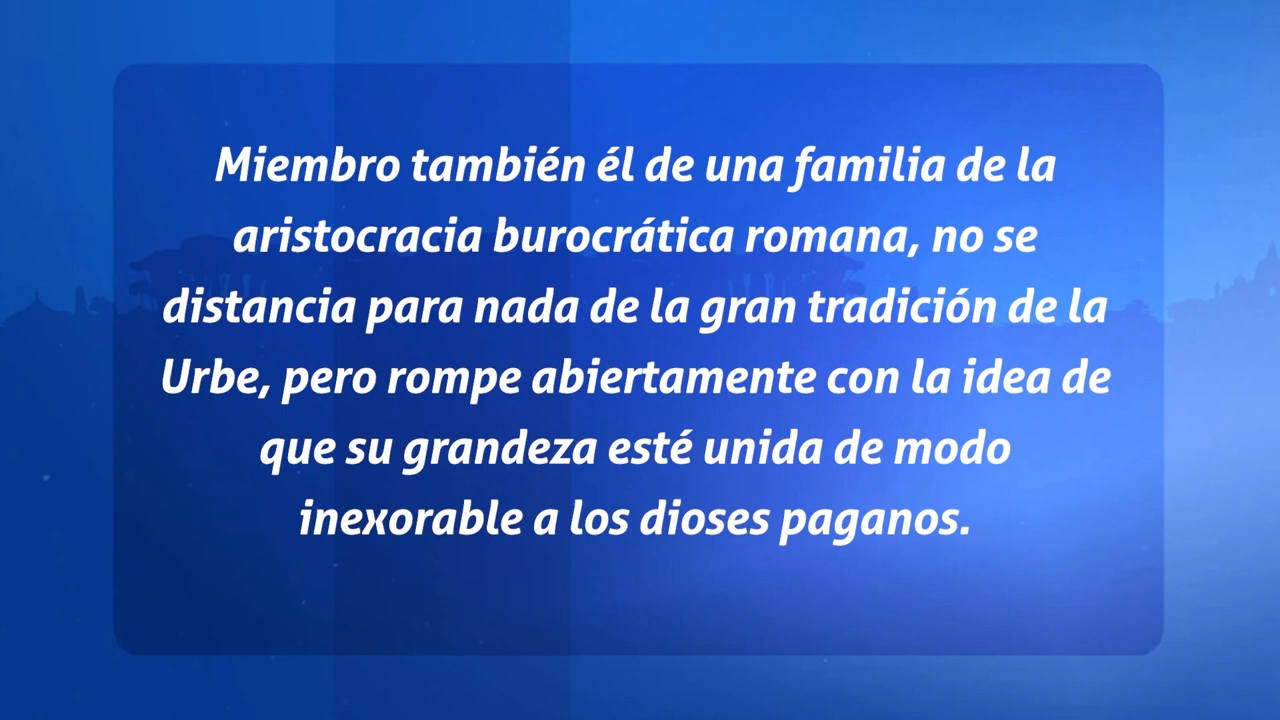 Miembro también él de una familia de la
aristocracia burocrática romana, no se
distancia para nada de la gran tradición de la
Urbe, pero rompe abiertamente con la idea de
que su grandeza esté unida de modo
inexorable a los dioses paganos.